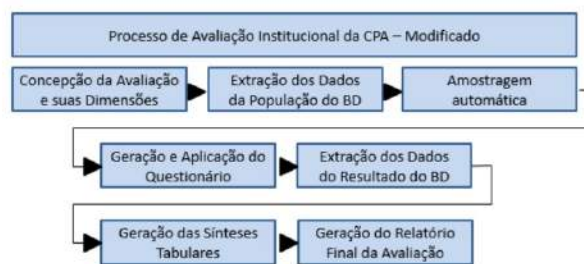 Processo de Avaliação Institucional da CPA – Modificado
Concepção da Avaliação
e suas Dimensões
Extração dos Dados
da População do BD
Amostragem
automática
Geração e Aplicação do
Questionário
Extração dos Dados
do Resultado do BD
Geração das Sínteses
Tabulares
Geração do Relatório
Final da Avaliação